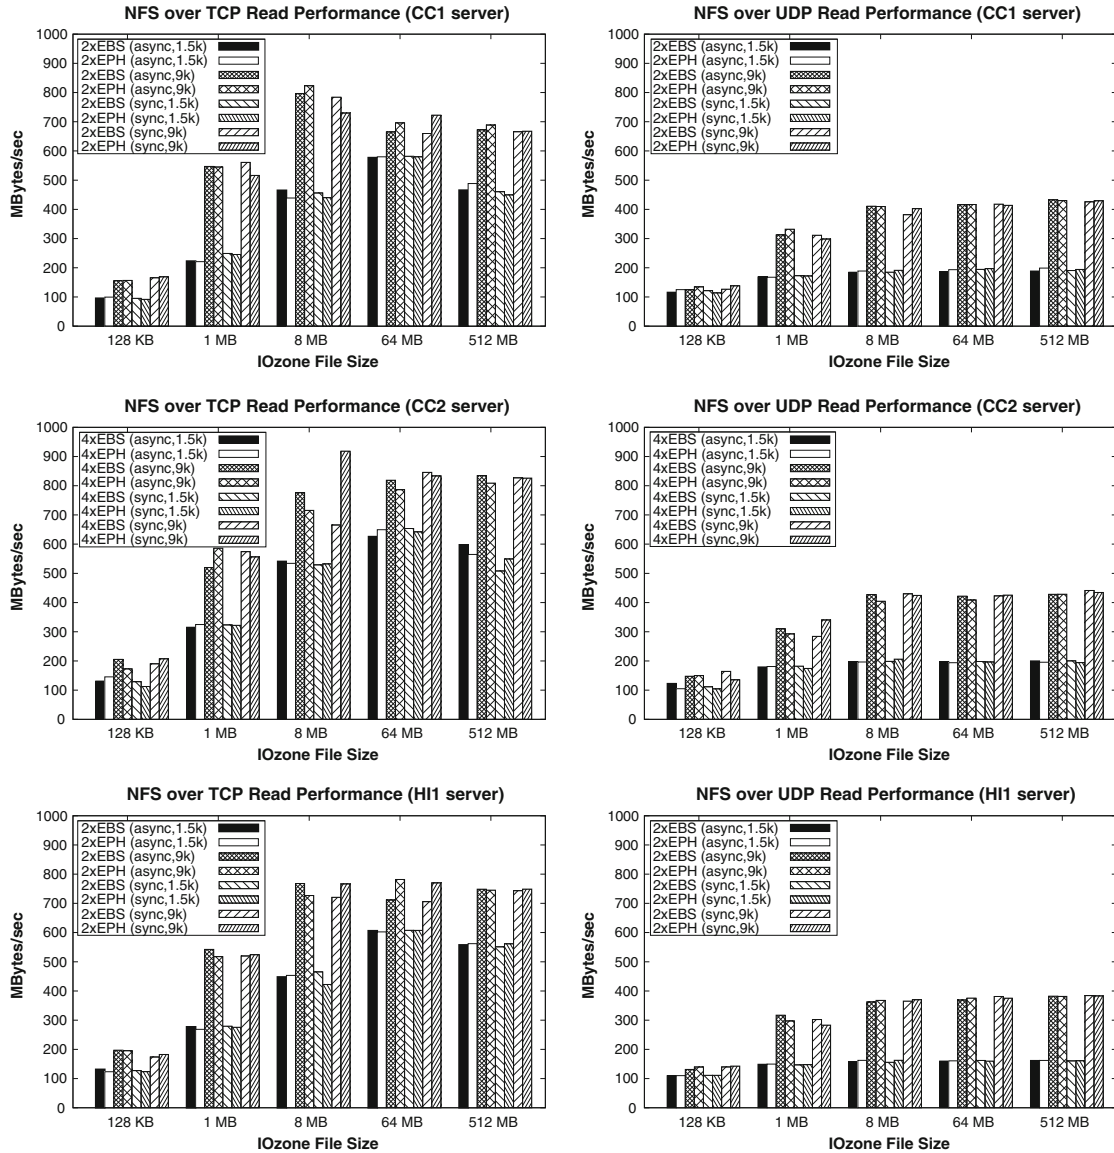 NFS over TCP Read Performance (CC1 server)
MBytes/sec
1000
900
800
700
600
500
400
300
200
100
0
2xEBS (async,1.5k)
2xEPH (async,1.5k)
2xEBS (async,9k)
2xEPH (async,9k)
2xEBS (sync,1.5k)
2xEPH (sync,1.5k)
2xEBS (sync,9k)
2xEPH (sync,9k)
128 KB 1 MB 8 MB 64 MB 512 MB
IOzone File Size
NFS over UDP Read Performance (CC1 server)
MBytes/sec
1000
900
800
700
600
500
400
300
200
100
0
2xEBS (async,1.5k)
2xEPH (async,1.5k)
2xEBS (async,9k)
2xEPH (async,9k)
2xEBS (sync,1.5k)
2xEPH (sync,1.5k)
2xEBS (sync,9k)
2xEPH (sync,9k)
128 KB 1 MB 8 MB 64 MB 512 MB
IOzone File Size
NFS over TCP Read Performance (CC2 server)
MBytes/sec
1000
900
800
700
600
500
400
300
200
100
0
4xEBS (async,1.5k)
4xEPH (async,1.5k)
4xEBS (async,9k)
4xEPH (async,9k)
4xEBS (sync,1.5k)
4xEPH (sync,1.5k)
4xEBS (sync,9k)
4xEPH (sync,9k)
128 KB 1 MB 8 MB 64 MB 512 MB
IOzone File Size
NFS over UDP Read Performance (CC2 server)
MBytes/sec
1000
900
800
700
600
500
400
300
200
100
0
4xEBS (async,1.5k)
4xEPH (async,1.5k)
4xEBS (async,9k)
4xEPH (async,9k)
4xEBS (sync,1.5k)
4xEPH (sync,1.5k)
4xEBS (sync,9k)
4xEPH (sync,9k)
128 KB 1 MB 8 MB 64 MB 512 MB
IOzone File Size
NFS over TCP Read Performance (HI1 server)
MBytes/sec
1000
900
800
700
600
500
400
300
200
100
0
2xEBS (async,1.5k)
2xEPH (async,1.5k)
2xEBS (async,9k)
2xEPH (async,9k)
2xEBS (sync,1.5k)
2xEPH (sync,1.5k)
2xEBS (sync,9k)
2xEPH (sync,9k)
128 KB 1 MB 8 MB 64 MB 512 MB
IOzone File Size
NFS over UDP Read Performance (HI1 server)
MBytes/sec
1000
900
800
700
600
500
400
300
200
100
0
2xEBS (async,1.5k)
2xEPH (async,1.5k)
2xEBS (async,9k)
2xEPH (async,9k)
2xEBS (sync,1.5k)
2xEPH (sync,1.5k)
2xEBS (sync,9k)
2xEPH (sync,9k)
128 KB 1 MB 8 MB 64 MB 512 MB
IOzone File Size